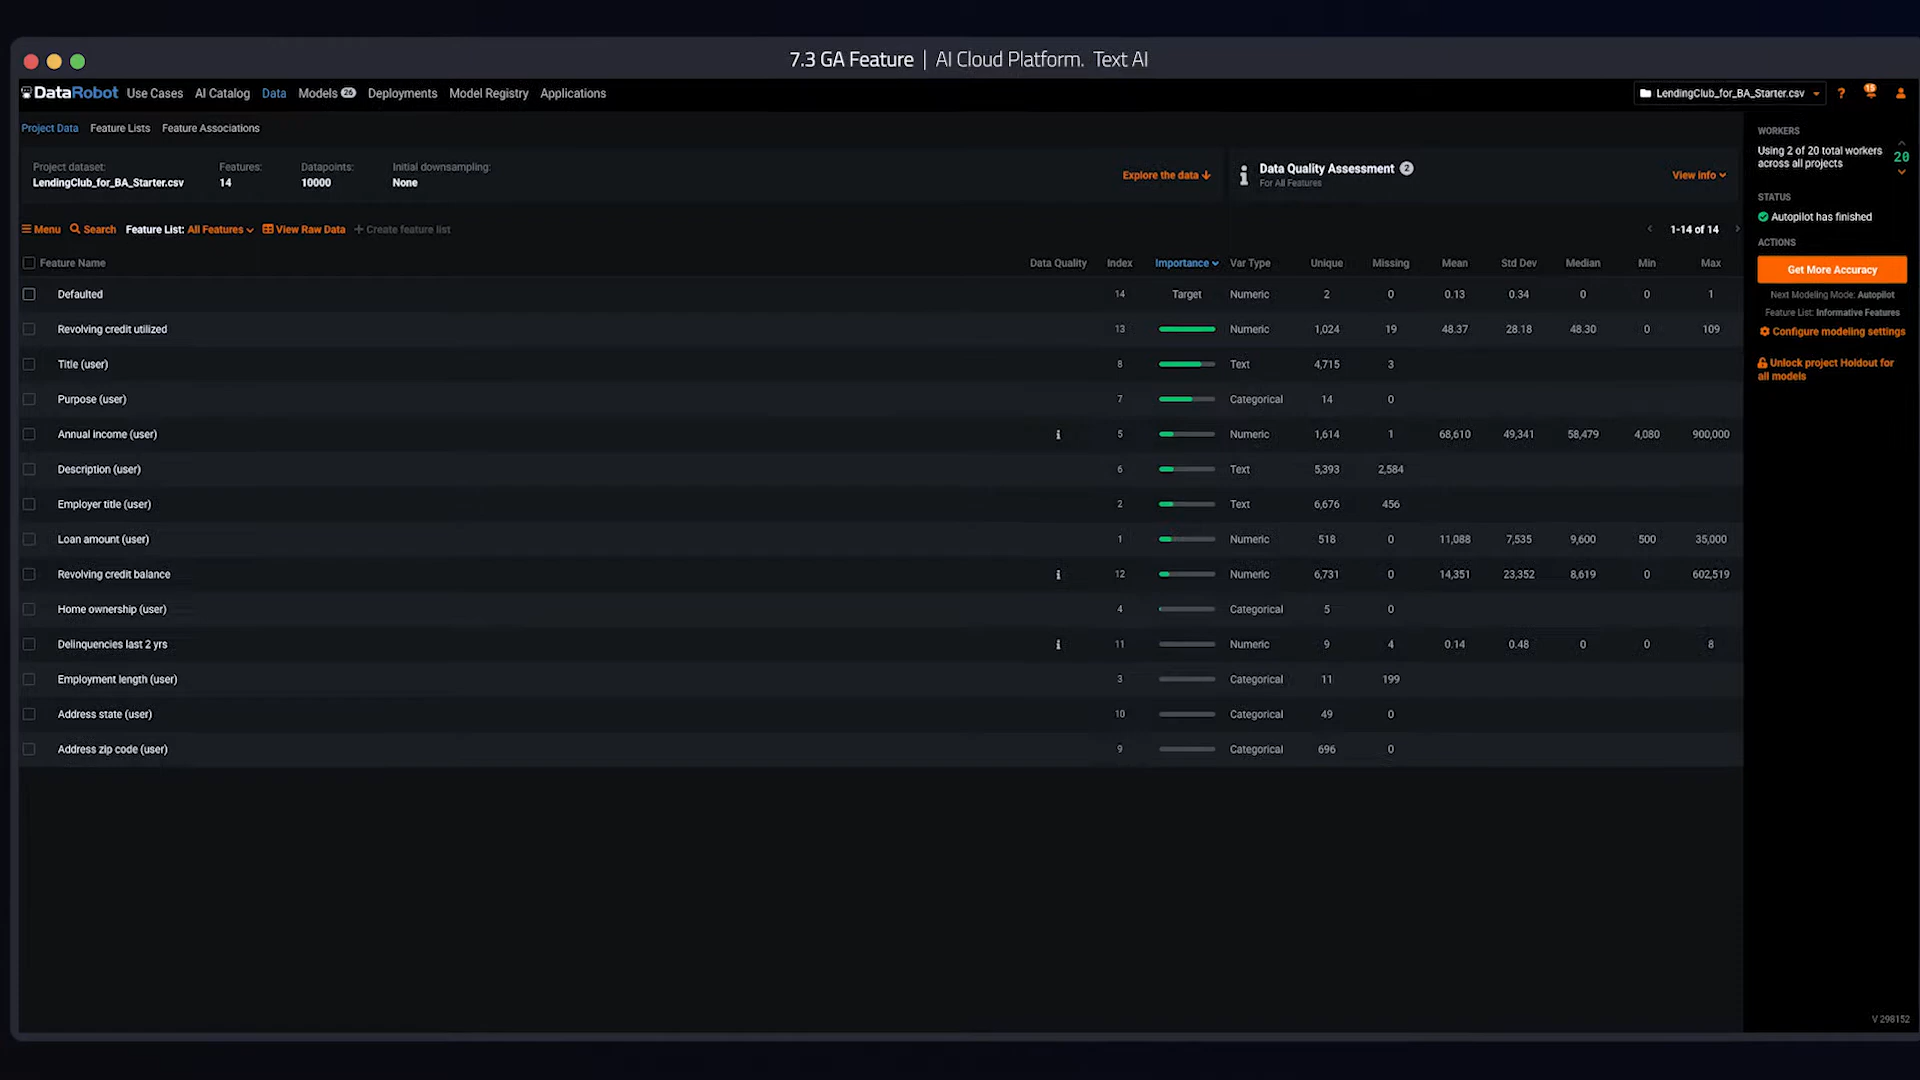 7.3 GA Feature | AI Cloud Platform. Text AI
DataRobot Use Cases AI Catalog Data Models 26 Deployments Model Registry Applications LendingClub_for_BA_Starter.csv ? 15
Project Data Feature Lists Feature Associations
Project dataset: Features: Datapoints: Initial downsampling:
LendingClub_for_BA_Starter.csv 14 10000 None
Explore the data
Data Quality Assessment 2
For All Features
View info
Menu Search Feature List: All Features View Raw Data + Create feature list 1-14 of 14
Feature Name Data Quality Index Importance Var Type Unique Missing Mean Std Dev Median Min Max
Defaulted 14 Target Numeric 2 0 0.13 0.34 0 0 1
Revolving credit utilized 13 Numeric 1,024 19 48.37 28.18 48.30 0 109
Title (user) 8 Text 4,715 3
Purpose (user) 7 Categorical 14 0
Annual income (user) i 5 Numeric 1,614 1 68,610 49,341 58,479 4,080 900,000
Description (user) 6 Text 5,393 2,584
Employer title (user) 2 Text 6,676 456
Loan amount (user) 1 Numeric 518 0 11,088 7,535 9,600 500 35,000
Revolving credit balance i 12 Numeric 6,731 0 14,351 23,352 8,619 0 602,519
Home ownership (user) 4 Categorical 5 0
Delinquencies last 2 yrs i 11 Numeric 9 4 0.14 0.48 0 0 8
Employment length (user) 3 Categorical 11 199
Address state (user) 10 Categorical 49 0
Address zip code (user) 9 Categorical 696 0
WORKERS
Using 2 of 20 total workers
across all projects
20
STATUS
Autopilot has finished
ACTIONS
Get More Accuracy
Next Modeling Mode: Autopilot
Feature List: Informative Features
Configure modeling settings
Unlock project Holdout for
all models
V 298152